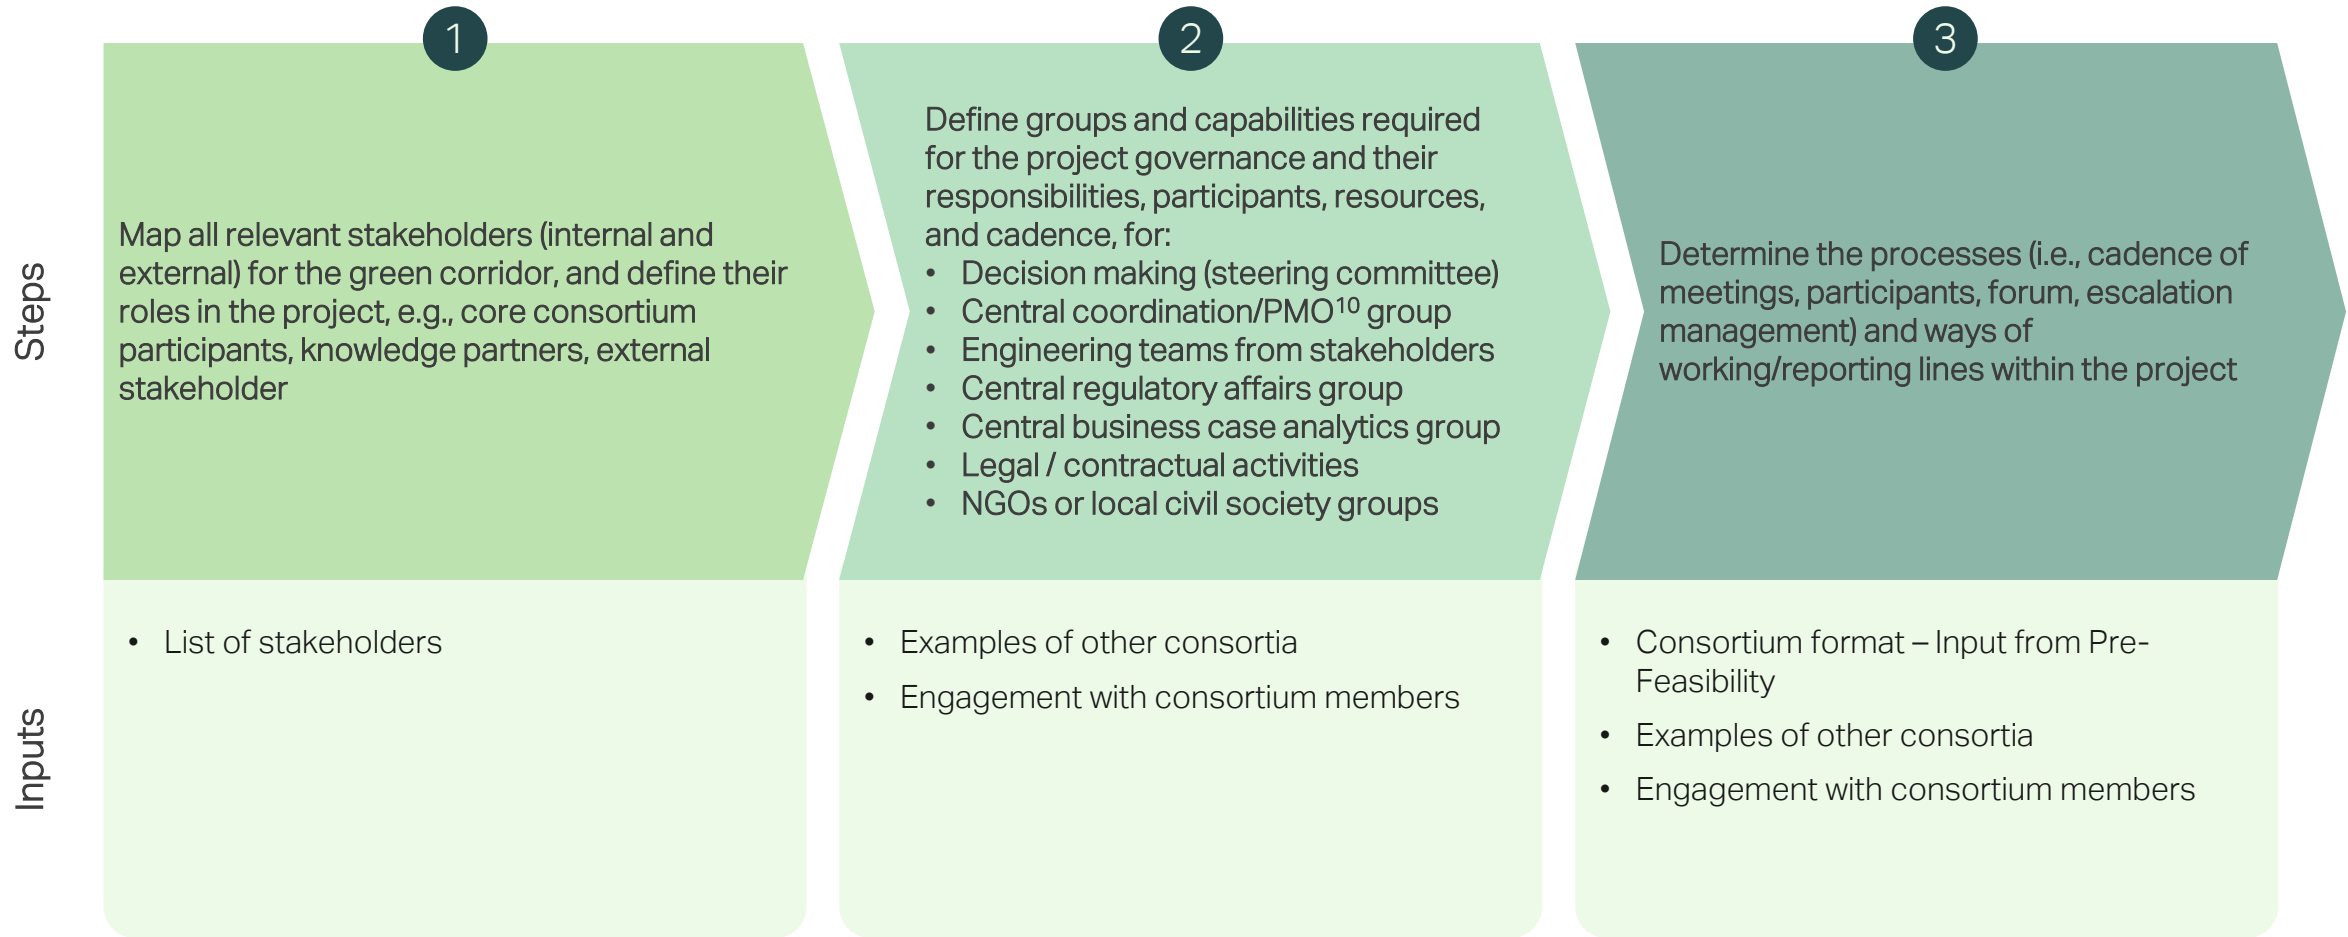 Steps
1
Map all relevant stakeholders (internal and
external) for the green corridor, and define their
roles in the project, e.g., core consortium
participants, knowledge partners, external
stakeholder
2
Define groups and capabilities required
for the project governance and their
responsibilities, participants, resources,
and cadence, for:
• Decision making (steering committee)
• Central coordination/PMO¹⁰ group
• Engineering teams from stakeholders
• Central regulatory affairs group
• Central business case analytics group
• Legal / contractual activities
• NGOs or local civil society groups
3
Determine the processes (i.e., cadence of
meetings, participants, forum, escalation
management) and ways of
working/reporting lines within the project
Inputs
• List of stakeholders
• Examples of other consortia
• Engagement with consortium members
• Consortium format – Input from Pre-
Feasibility
• Examples of other consortia
• Engagement with consortium members